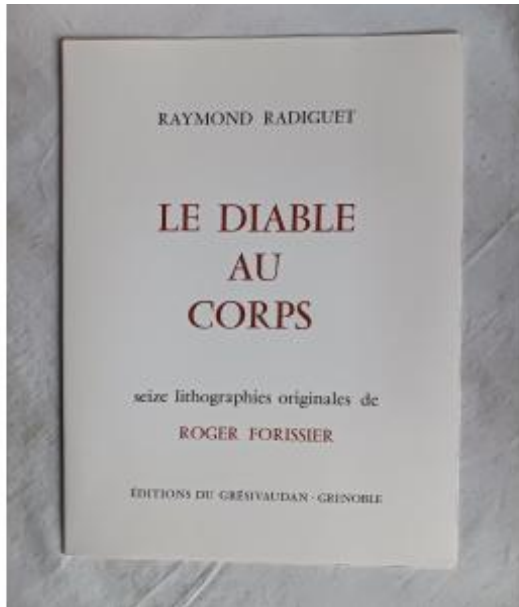 RAYMOND RADIGUET
LE DIABLE
AU
CORPS
seize lithographies originales de
ROGER FORISSIER
ÉDITIONS DU GRÉSIVAUDAN - GRENOBLE